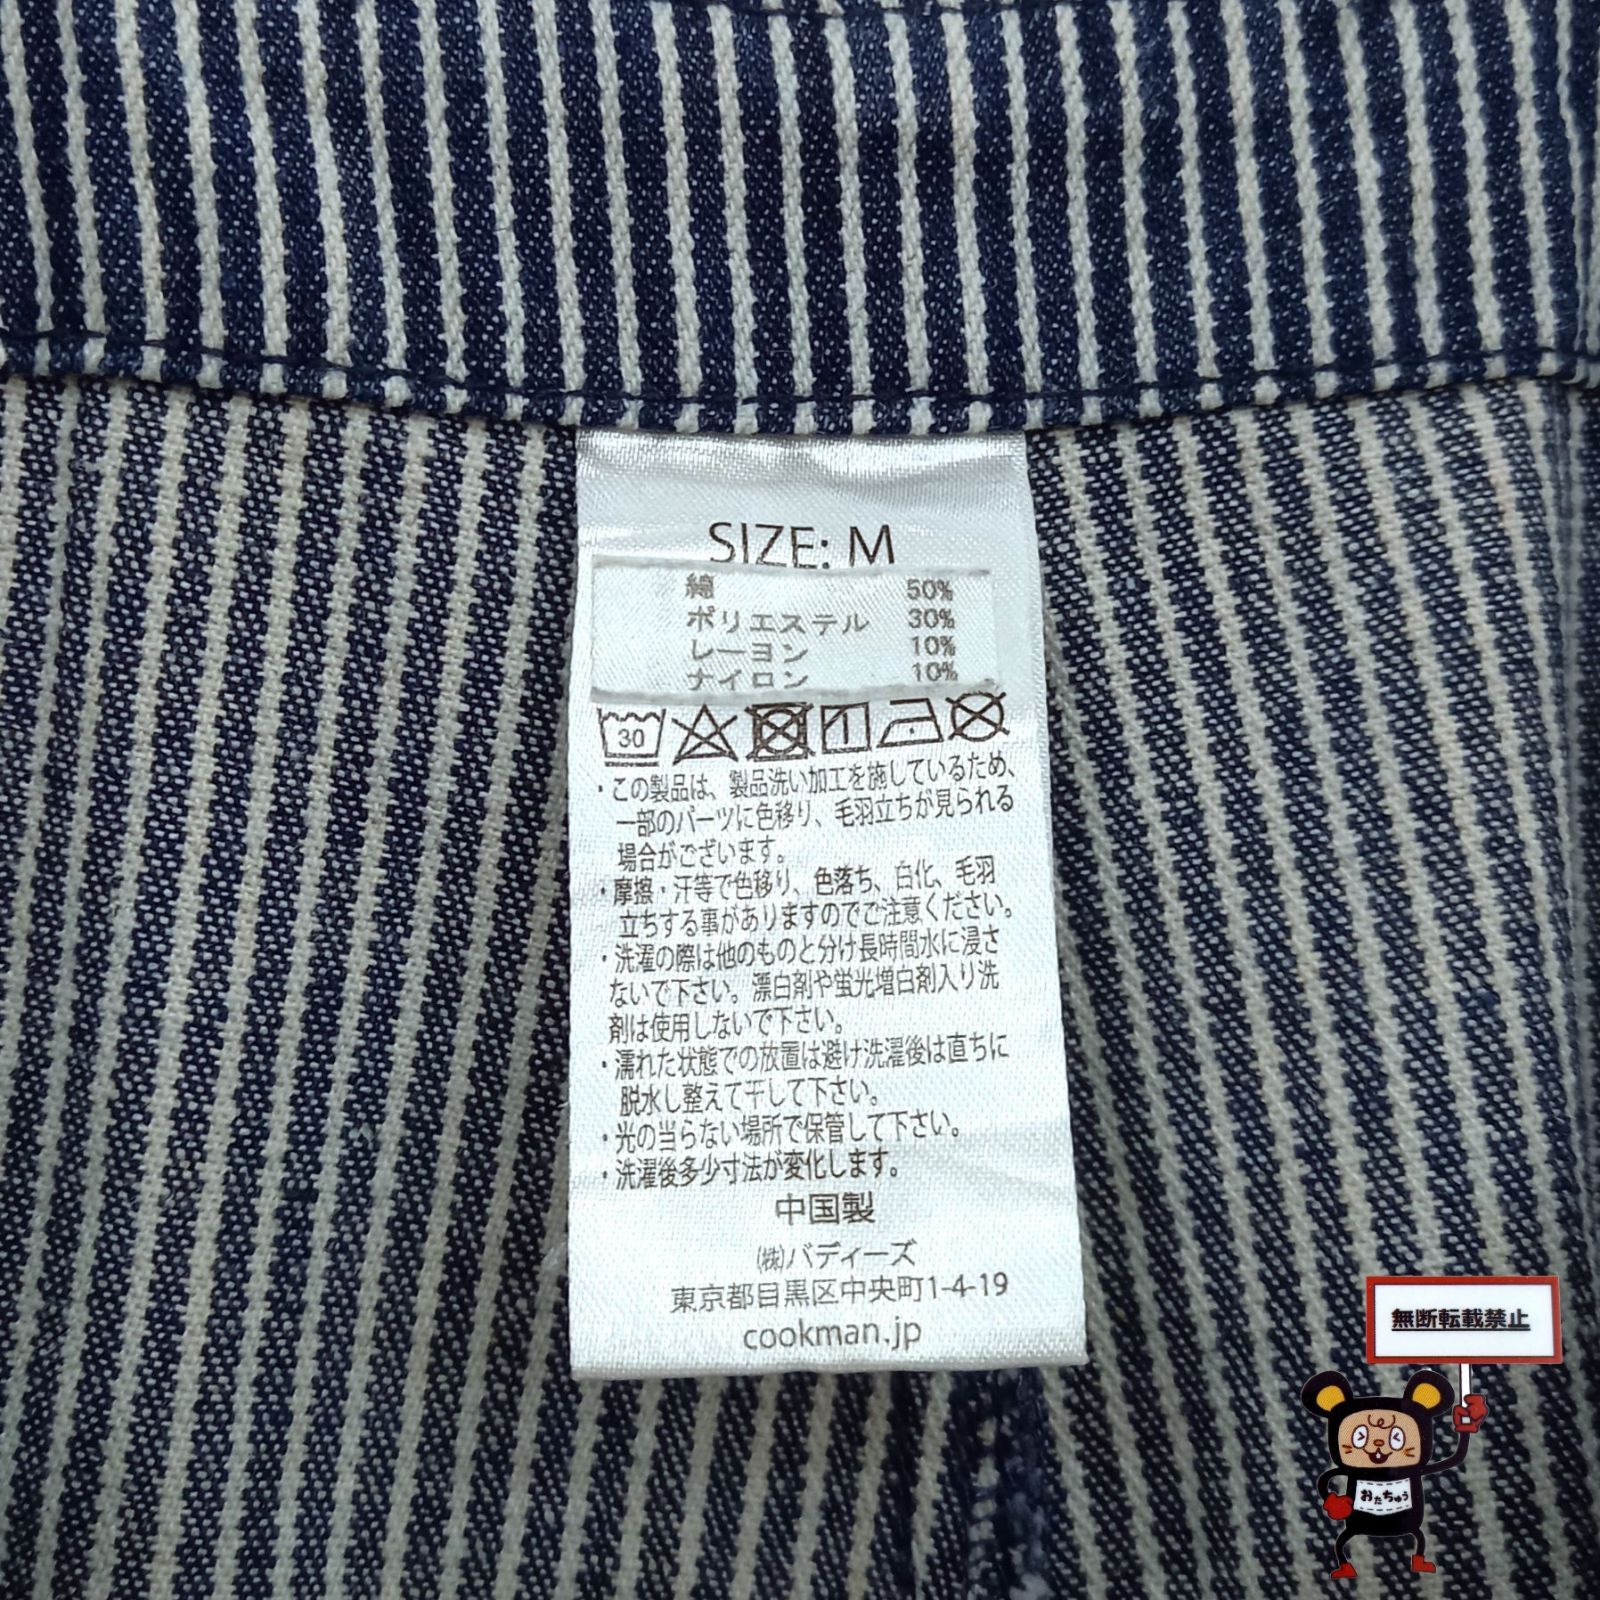 SIZE: M
綿 50%
ポリエステル 30%
レーヨン 10%
ナイロン 10%
30
・この製品は、製品洗い加工を施しているため、
一部のパーツに色移り、毛羽立ちが見られる
場合がございます。
・摩擦・汗等で色移り、色落ち、白化、毛羽
立ちする事がありますのでご注意ください。
・洗濯の際は他のものと分け長時間水に浸さ
ないで下さい。漂白剤や蛍光増白剤入り洗
剤は使用しないで下さい。
・濡れた状態での放置は避け洗濯後は直ちに
脱水し整えて干して下さい。
・光の当らない場所で保管して下さい。
・洗濯後多少寸法が変化します。
中国製
㈱バディーズ
東京都目黒区中央町1-4-19
cookman.jp
無断転載禁止
おたちゅう